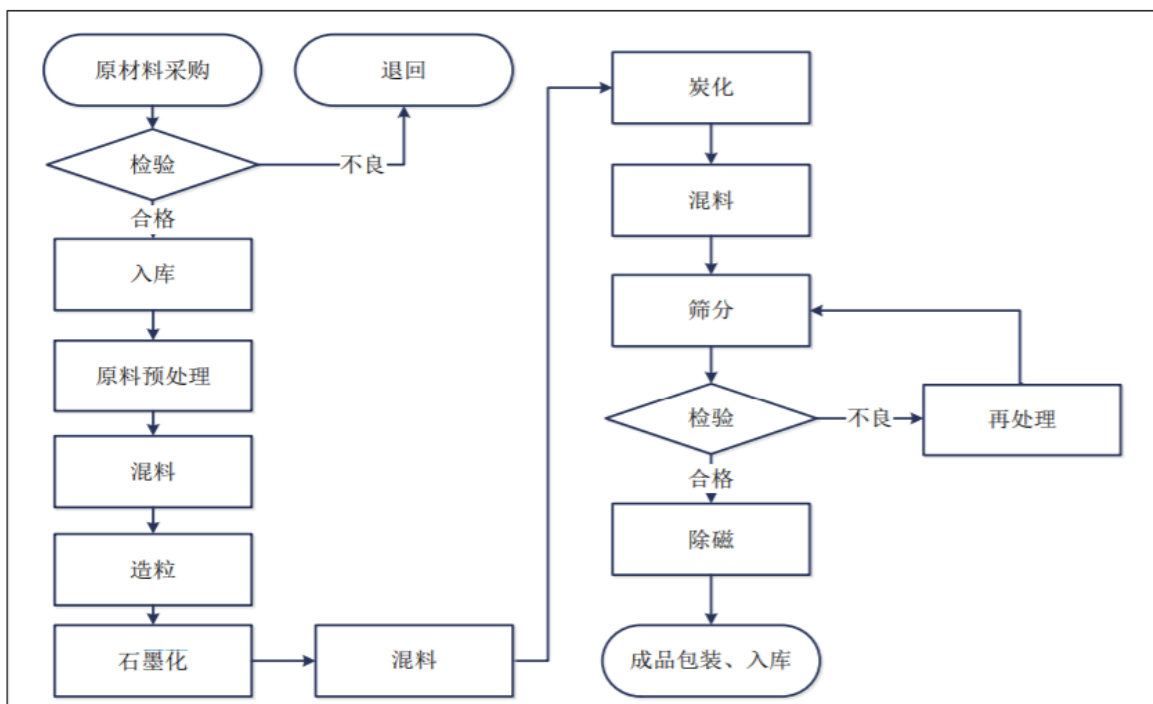 原材料采购
退回
检验
不良
合格
入库
原料预处理
混料
造粒
石墨化
混料
炭化
混料
筛分
检验
不良
再处理
合格
除磁
成品包装、入库